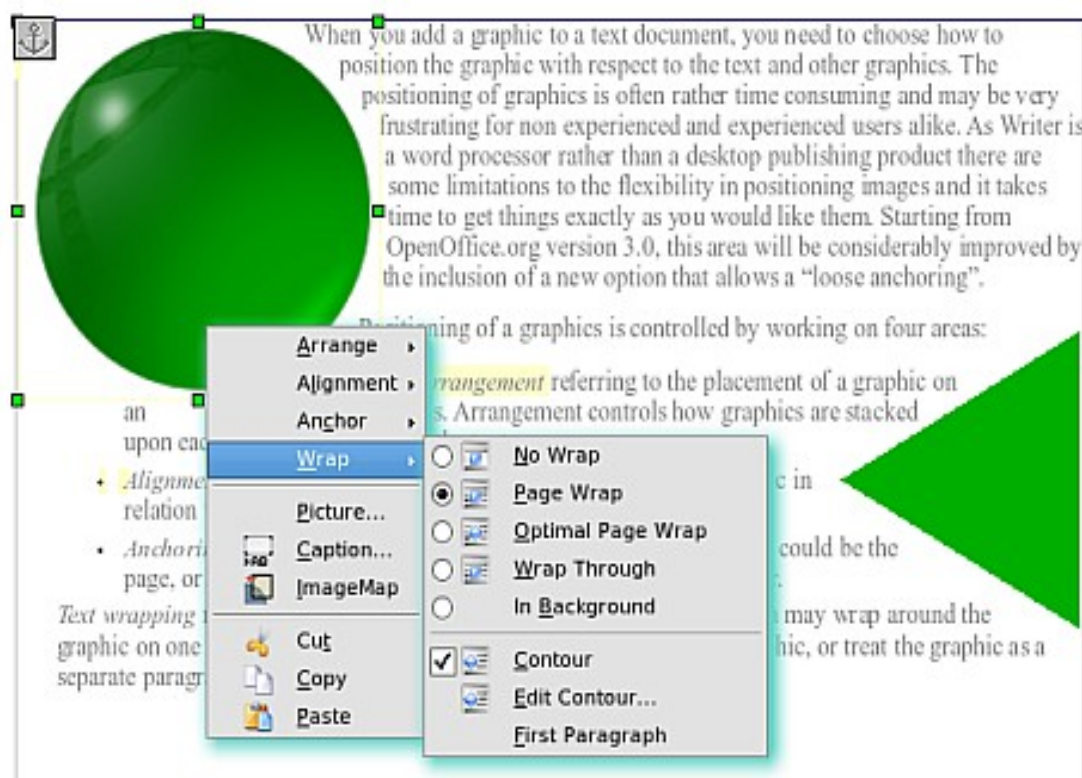 When you add a graphic to a text document, you need to choose how to
position the graphic with respect to the text and other graphics. The
positioning of graphics is often rather time consuming and may be very
frustrating for non experienced and experienced users alike. As Writer is
a word processor rather than a desktop publishing product there are
some limitations to the flexibility in positioning images and it takes
time to get things exactly as you would like them. Starting from
OpenOffice.org version 3.0, this area will be considerably improved by
the inclusion of a new option that allows a “loose anchoring”.
of a graphics is controlled by working on four areas:
referring to the placement of a graphic on
an
. Arrangement controls how graphics are stacked
upon
• in
relation
• could be the
page, or
Text wrapping may wrap around the
graphic on one or treat the graphic as a
separate
Arrange
Alignment
Anchor
Wrap
Picture...
Caption...
ImageMap
Cut
Copy
Paste
No Wrap
Page Wrap
Optimal Page Wrap
Wrap Through
In Background
Contour
Edit Contour...
First Paragraph